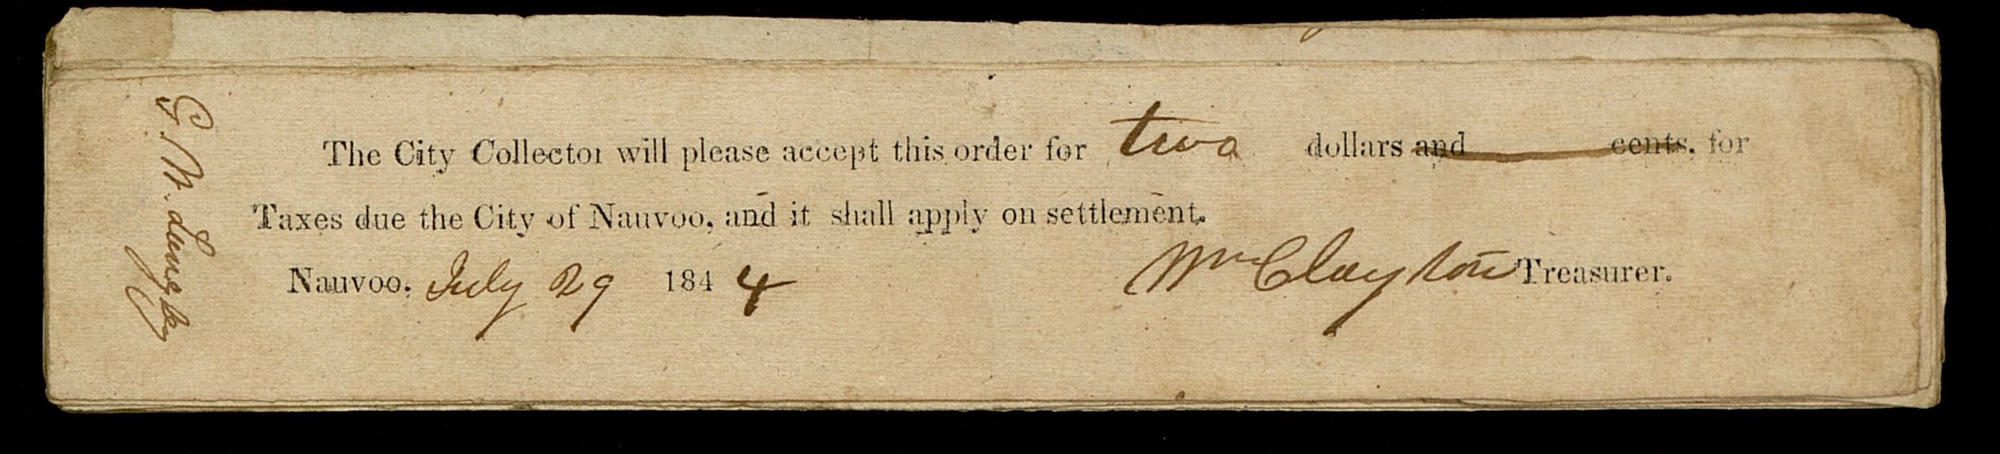 The City Collector will please accept this order for two dollars and cents, for
Taxes due the City of Nauvoo, and it shall apply on settlement.
Nauvoo, July 29 1844 Wm Clayton Treasurer.